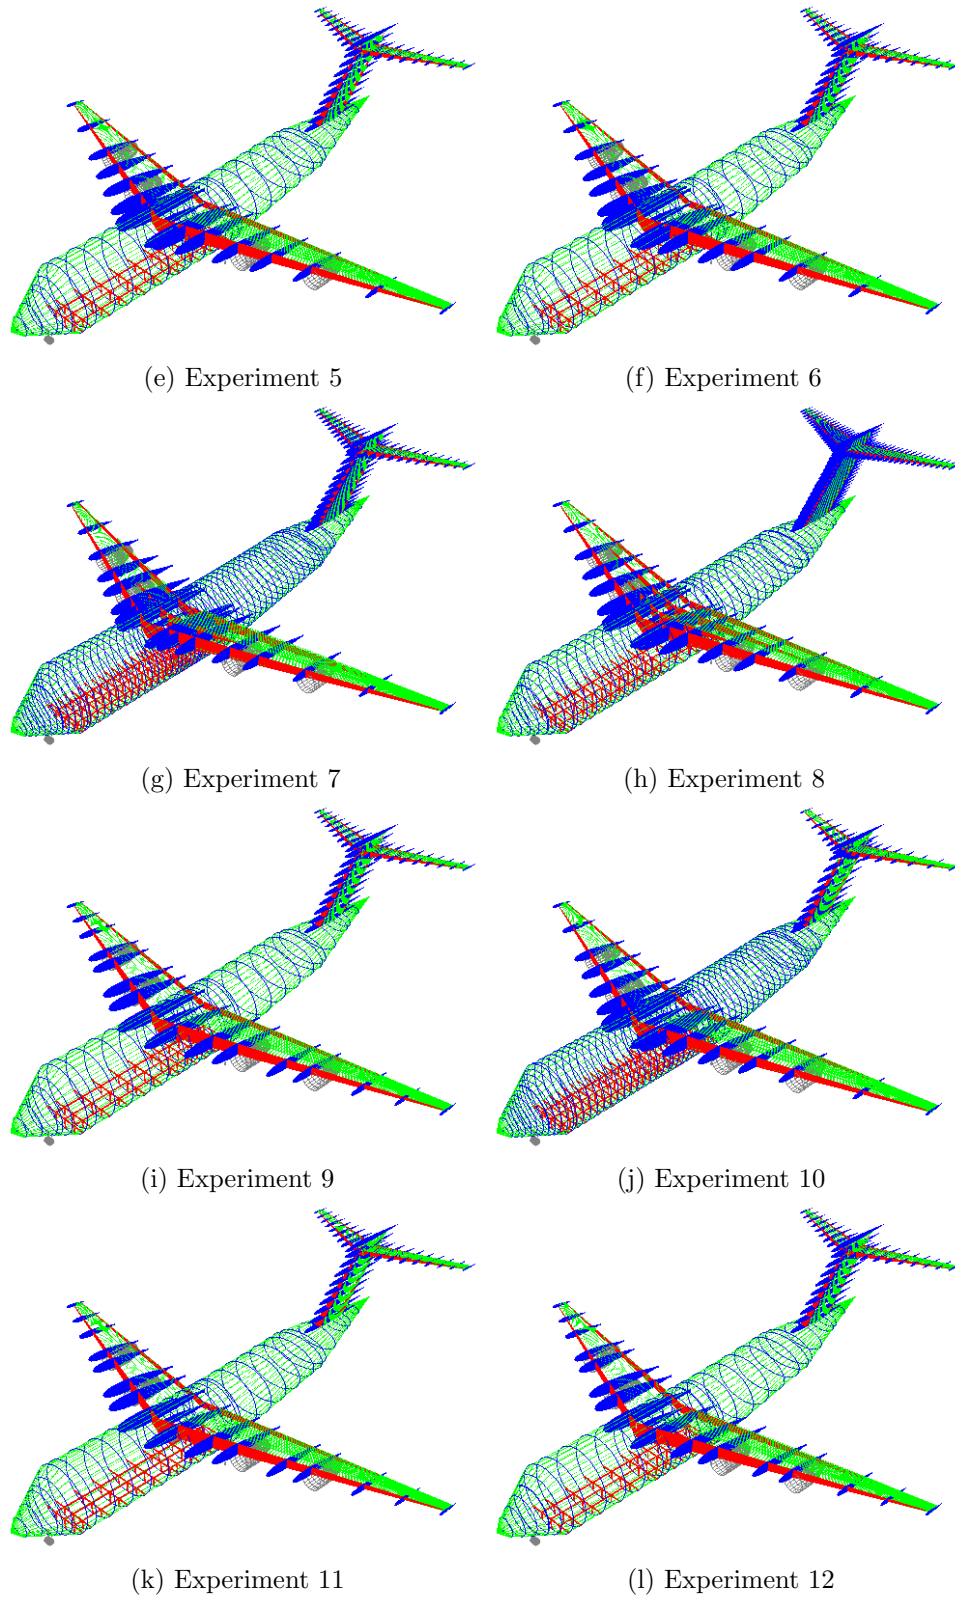 (e) Experiment 5
(f) Experiment 6
(g) Experiment 7
(h) Experiment 8
(i) Experiment 9
(j) Experiment 10
(k) Experiment 11
(l) Experiment 12